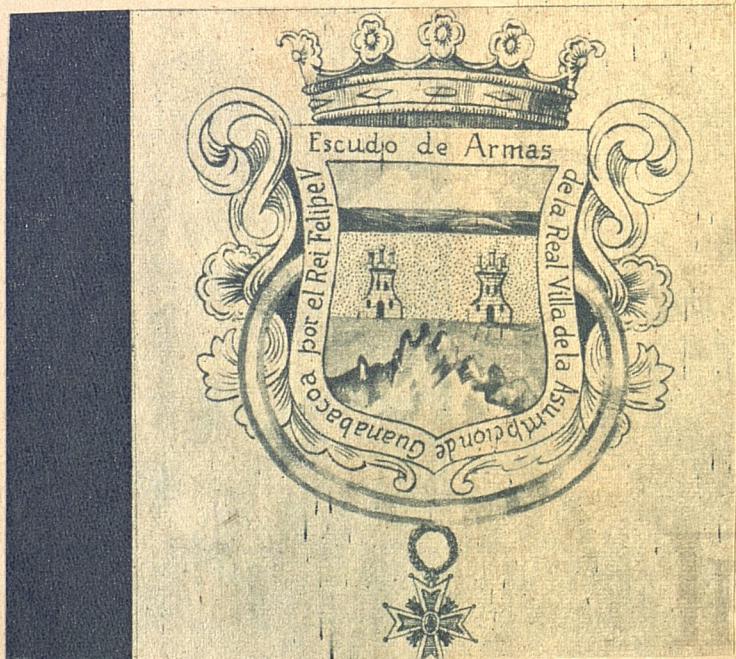 Escudo de Armas
de la Real Villa de la Asumpcion de Guanabacoa por el Rei Felipe V